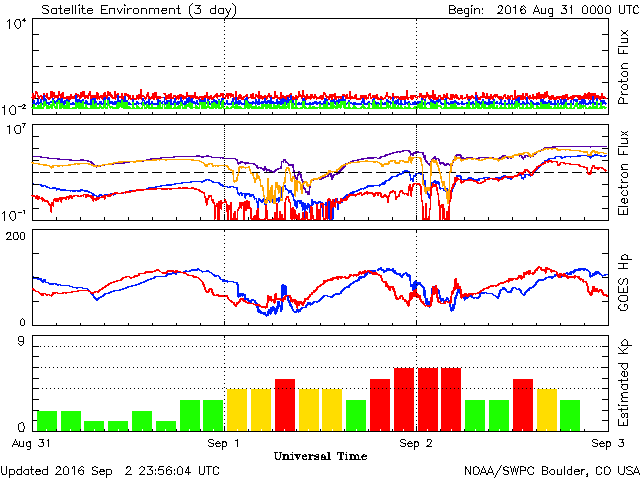 Satellite Environment (3 day) Begin: 2016 Aug 31 0000 UTC
10^4
10^-2
Proton Flux
10^7
10^-1
Electron Flux
200
0
GOES Hp
9
0
Estimated Kp
Aug 31 Sep 1 Sep 2 Sep 3
Universal Time
Updated 2016 Sep 2 23:56:04 UTC NOAA/SWPC Boulder, CO USA